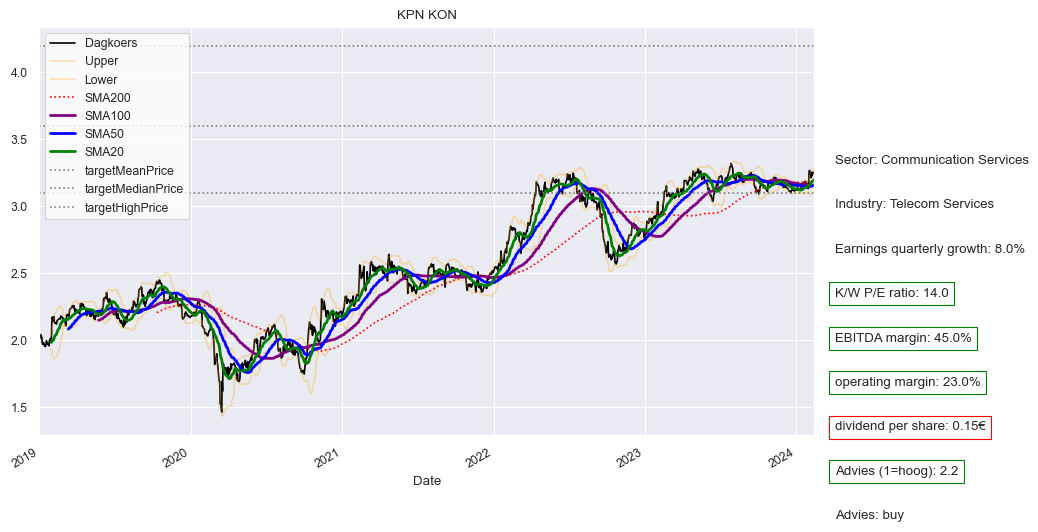 KPN KON
Dagkoers
Upper
Lower
SMA200
SMA100
SMA50
SMA20
targetMeanPrice
targetMedianPrice
targetHighPrice
4.0
3.5
3.0
2.5
2.0
1.5
2019
2020
2021
2022
2023
2024
Date
Sector: Communication Services
Industry: Telecom Services
Earnings quarterly growth: 8.0%
K/W P/E ratio: 14.0
EBITDA margin: 45.0%
operating margin: 23.0%
dividend per share: 0.15€
Advies (1=hoog): 2.2
Advies: buy